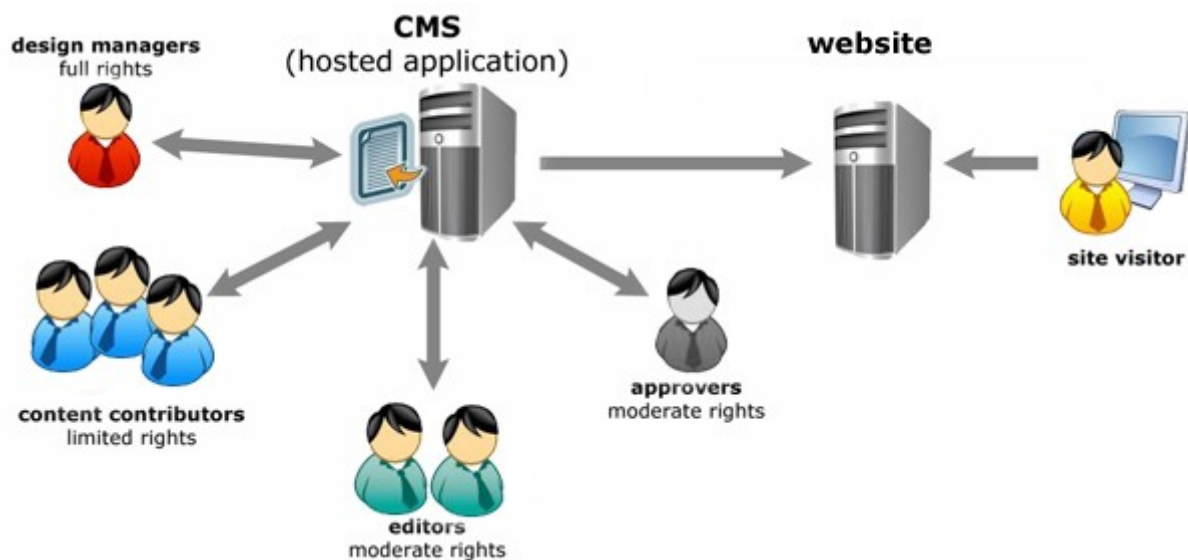 design managers
full rights
CMS
(hosted application)
website
site visitor
content contributors
limited rights
approvers
moderate rights
editors
moderate rights